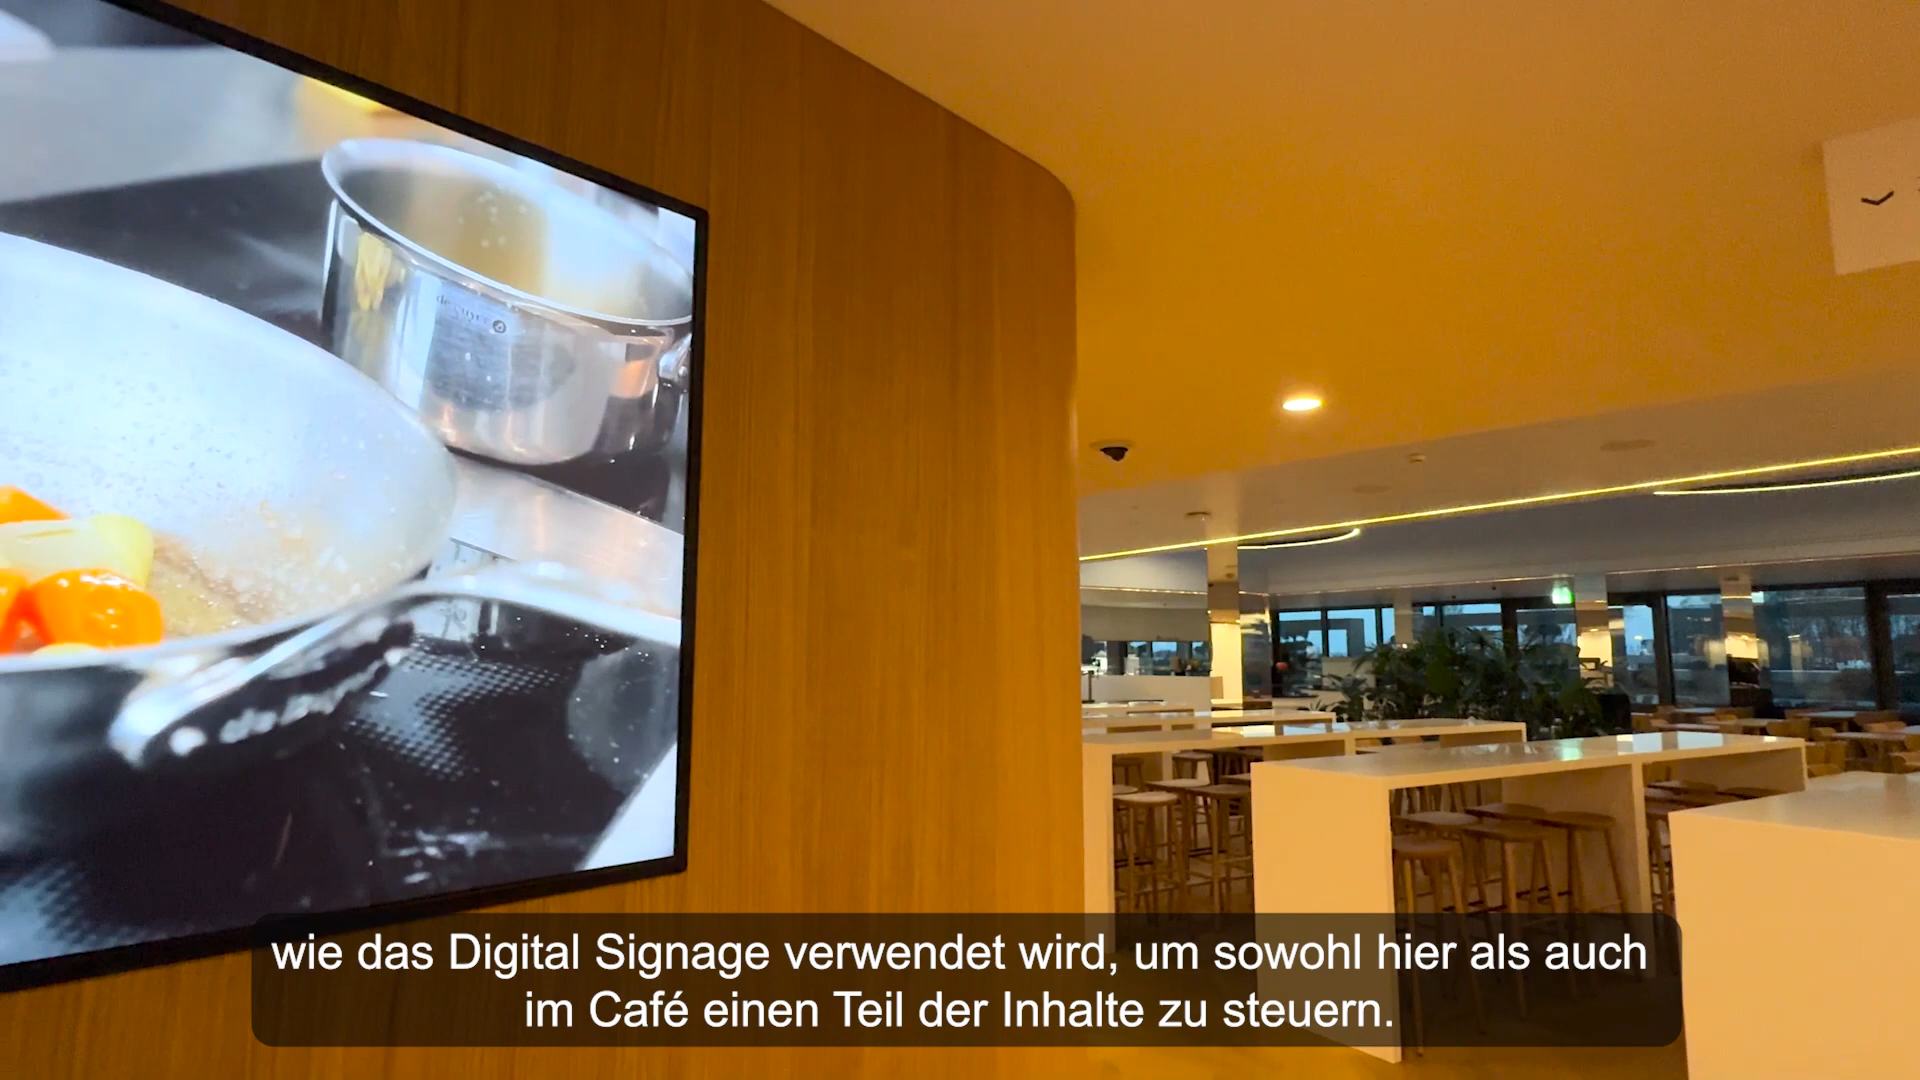 wie das Digital Signage verwendet wird, um sowohl hier als auch
im Café einen Teil der Inhalte zu steuern.